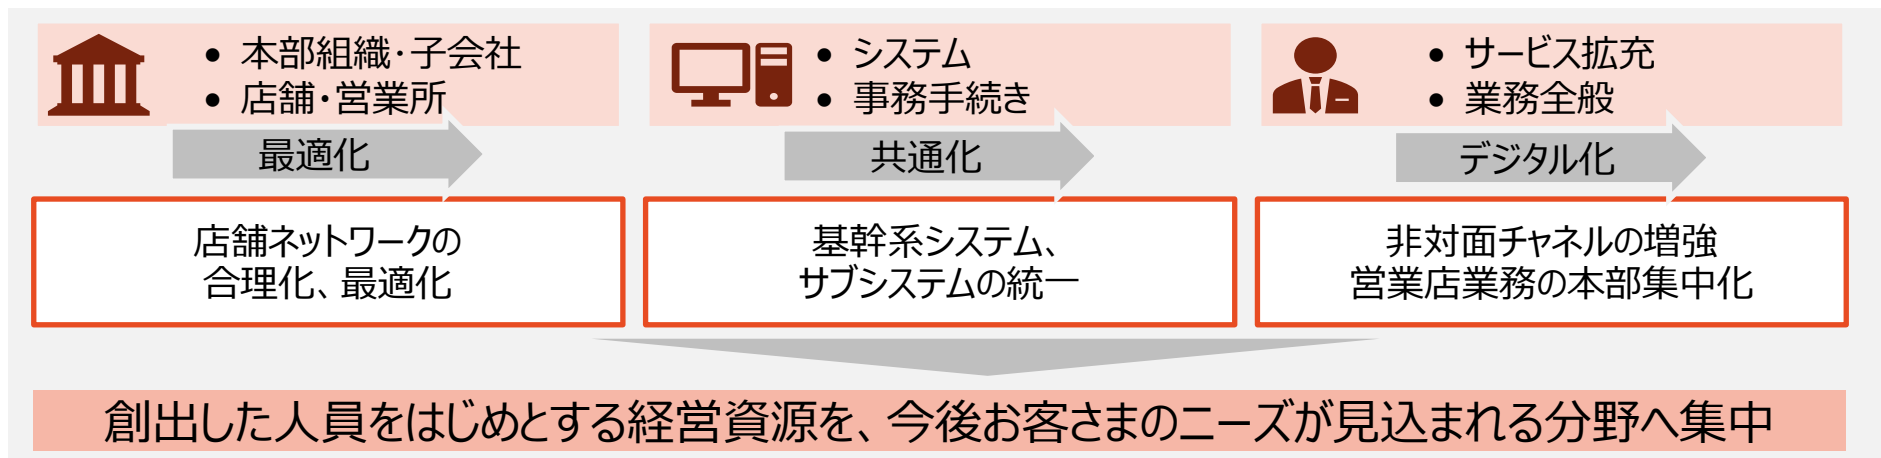 • 本部組織・子会社
• 店舗・営業所
最適化
店舗ネットワークの
合理化、最適化
• システム
• 事務手続き
共通化
基幹系システム、
サブシステムの統一
• サービス拡充
• 業務全般
デジタル化
非対面チャネルの増強
営業店業務の本部集中化
創出した人員をはじめとする経営資源を、今後お客さまのニーズが見込まれる分野へ集中